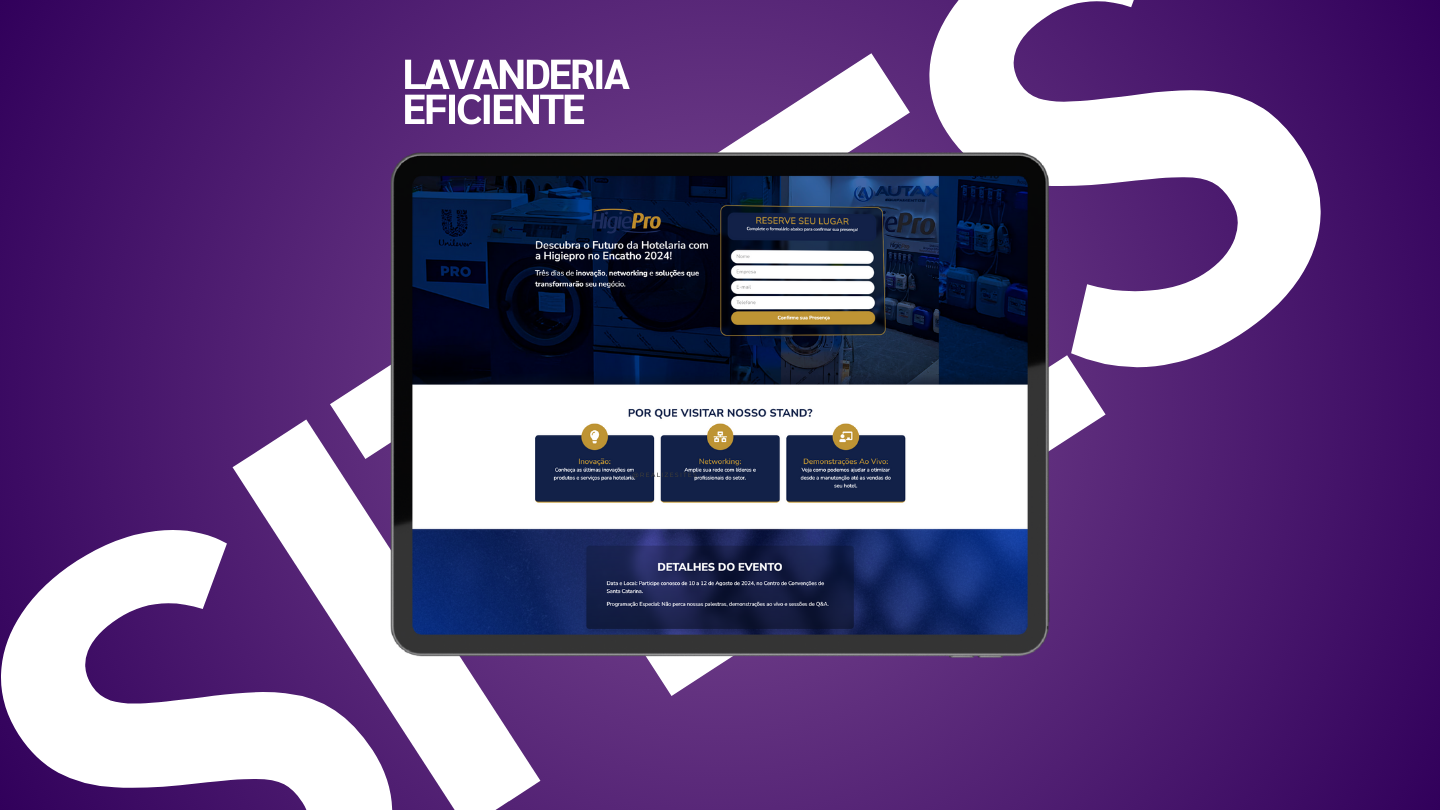 SITES
LAVANDERIA
EFICIENTE
Unilever
PRO
HigiePro
Descubra o Futuro da Hotelaria com
a Higiepro no Encatho 2024!
Três dias de inovação, networking e soluções que
transformarão seu negócio.
RESERVE SEU LUGAR
Complete o formulário abaixo para confirmar sua presença!
Nome
Empresa
E-mail
Telefone
Confirme sua Presença
AUTAX
Pro
POR QUE VISITAR NOSSO STAND?
Inovação:
Conheça as últimas inovações em
produtos e serviços para hotelaria.
Networking:
Amplie sua rede com líderes e
profissionais do setor.
Demonstrações Ao Vivo:
Veja como podemos ajudar a otimizar
desde a manutenção até as vendas do
seu hotel.
DETALHES DO EVENTO
Data e Local: Participe conosco de 10 a 12 de Agosto de 2024, no Centro de Convenções de
Santa Catarina.
Programação Especial: Não perca nossas palestras, demonstrações ao vivo e sessões de Q&A.